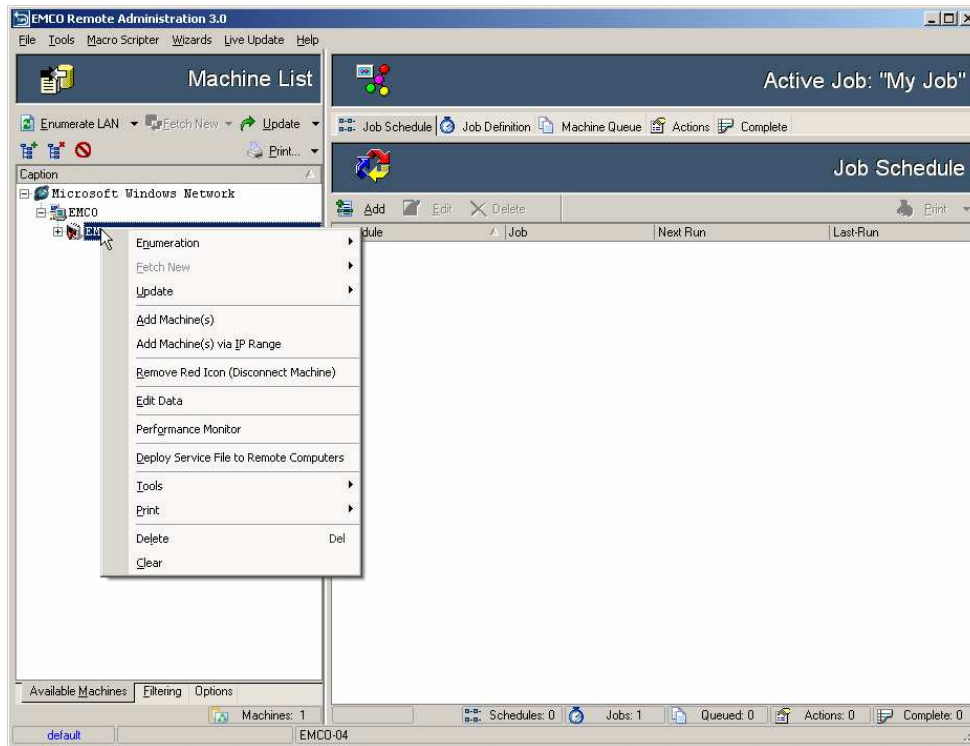 EMCO Remote Administration 3.0
File Tools Macro Scripter Wizards Live Update Help
Machine List
Active Job: "My Job"
Enumerate LAN Fetch New Update
Print...
Job Schedule Job Definition Machine Queue Actions Complete
Job Schedule
Caption
Microsoft Windows Network
EMCO
Add Edit Delete Print
dule Job Next Run Last-Run
Enumeration
Fetch New
Update
Add Machine(s)
Add Machine(s) via IP Range
Remove Red Icon (Disconnect Machine)
Edit Data
Performance Monitor
Deploy Service File to Remote Computers
Tools
Print
Delete Del
Clear
Available Machines Filtering Options
Machines: 1
Schedules: 0 Jobs: 1 Queued: 0 Actions: 0 Complete: 0
default EMCO-04